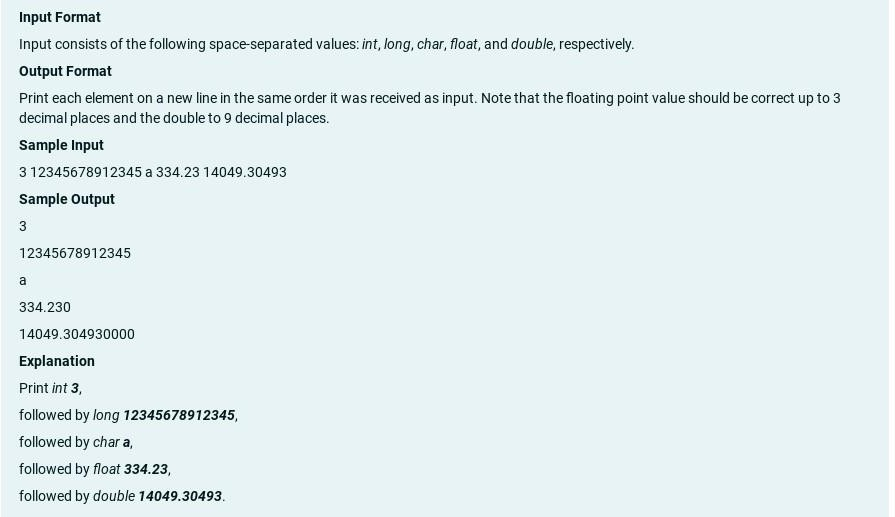 Input Format
Input consists of the following space-separated values: int, long, char, float, and double, respectively.
Output Format
Print each element on a new line in the same order it was received as input. Note that the floating point value should be correct up to 3
decimal places and the double to 9 decimal places.
Sample Input
3 12345678912345 a 334.23 14049.30493
Sample Output
3
12345678912345
a
334.230
14049.304930000
Explanation
Print int 3,
followed by long 12345678912345,
followed by char a,
followed by float 334.23,
followed by double 14049.30493.